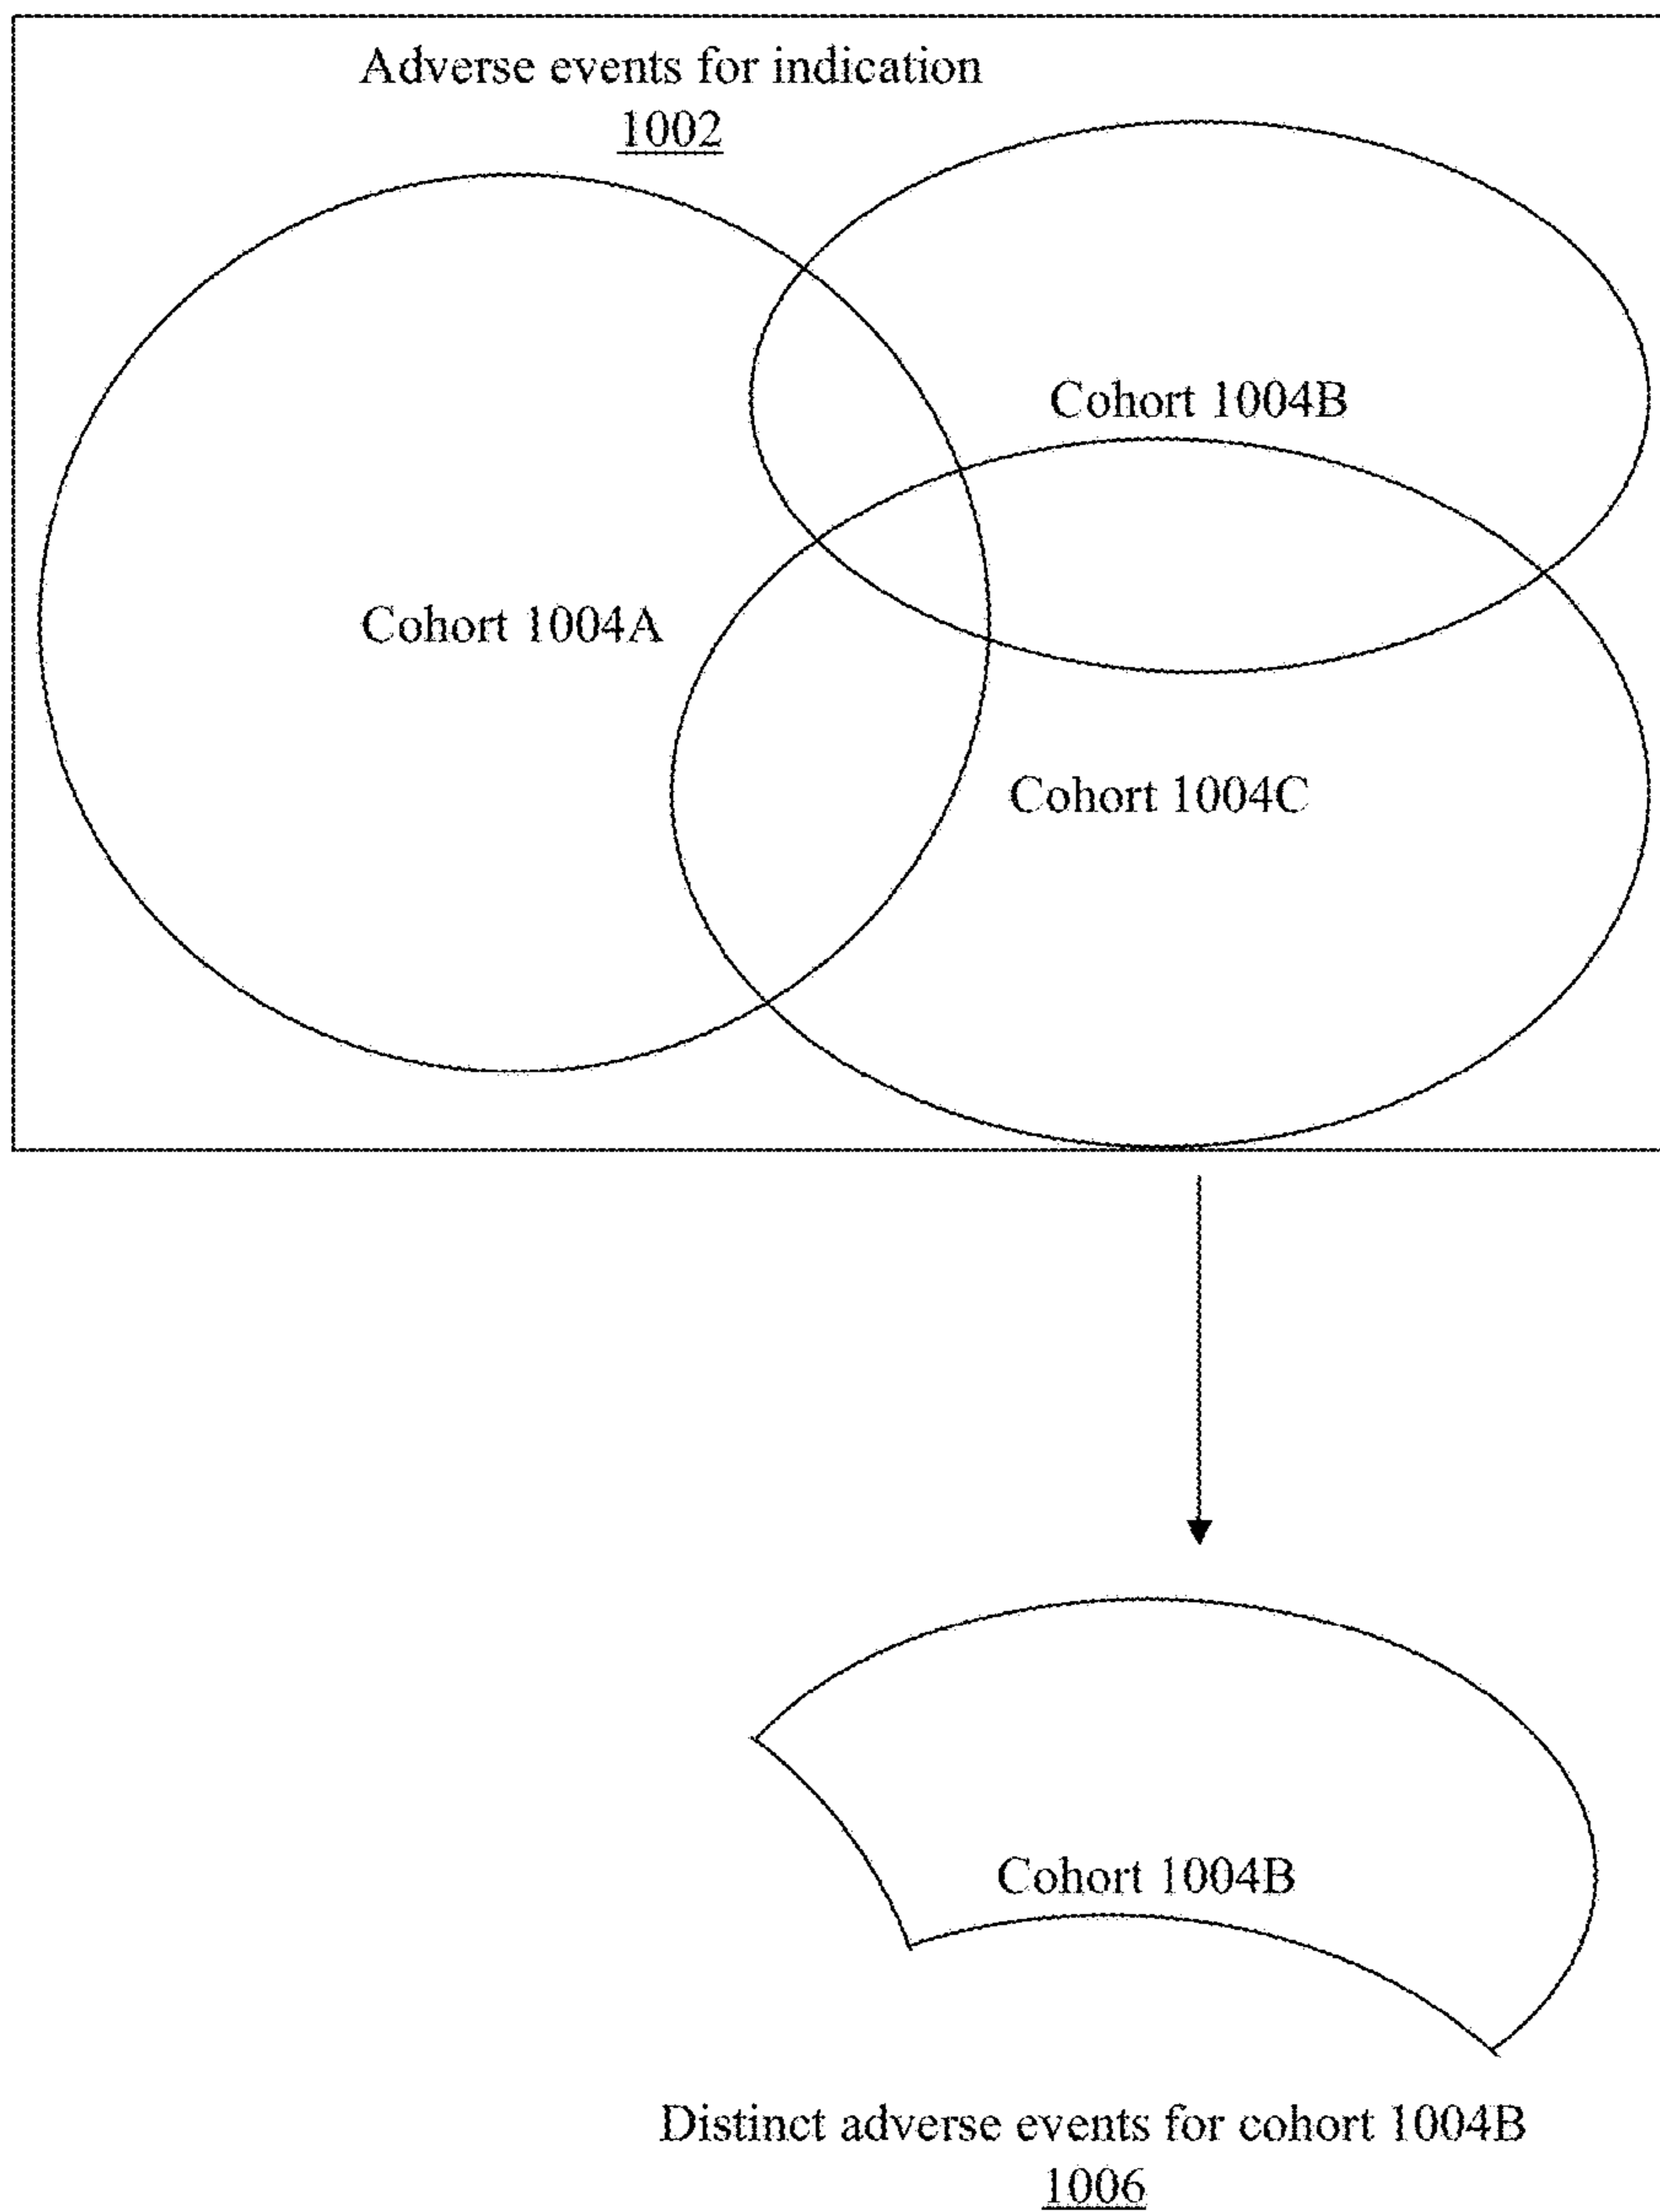 Adverse events for indication
1002
Cohort 1004B
Cohort 1004A
Cohort 1004C
Cohort 1004B
Distinct adverse events for cohort 1004B
1006